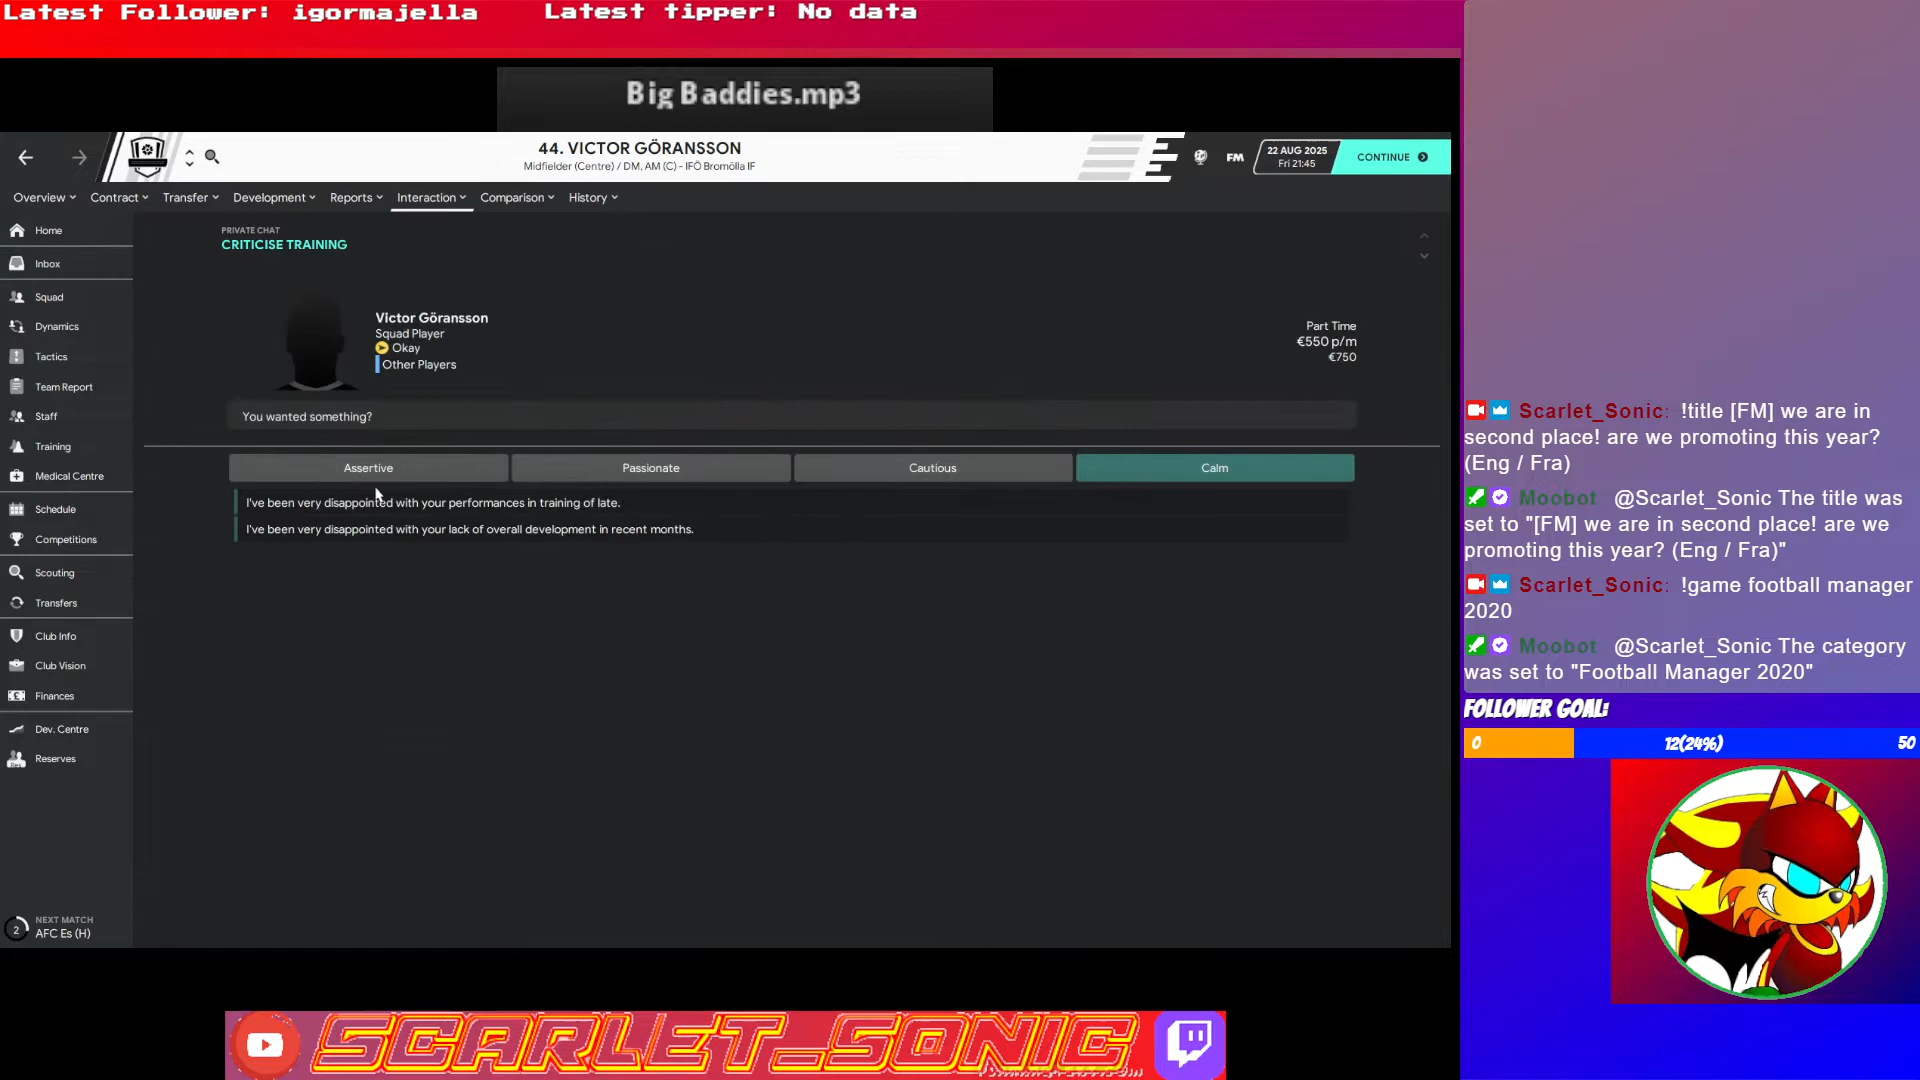 Latest Follower: igormajella
Latest tipper: No data
Big Baddies.mp3
44. VICTOR GÖRANSSON
Midfielder (Centre) / DM, AM (C) - IFÖ Bromölla IF
FM
22 AUG 2025
Fri 21:45
CONTINUE
Overview
Contract
Transfer
Development
Reports
Interaction
Comparison
History
Home
Inbox
Squad
Dynamics
Tactics
Team Report
Staff
Training
Medical Centre
Schedule
Competitions
Scouting
Transfers
Club Info
Club Vision
Finances
Dev. Centre
Reserves
2
NEXT MATCH
AFC Es (H)
PRIVATE CHAT
CRITICISE TRAINING
Victor Göransson
Squad Player
Okay
Other Players
Part Time
€550 p/m
€750
You wanted something?
Assertive
Passionate
Cautious
Calm
I've been very disappointed with your performances in training of late.
I've been very disappointed with your lack of overall development in recent months.
Scarlet_Sonic: !title [FM] we are in
second place! are we promoting this year?
(Eng / Fra)
Moobot @Scarlet_Sonic The title was
set to "[FM] we are in second place! are we
promoting this year? (Eng / Fra)"
Scarlet_Sonic: !game football manager
2020
Moobot @Scarlet_Sonic The category
was set to "Football Manager 2020"
FOLLOWER GOAL:
0
12(24%)
50
SCARLET_SONIC